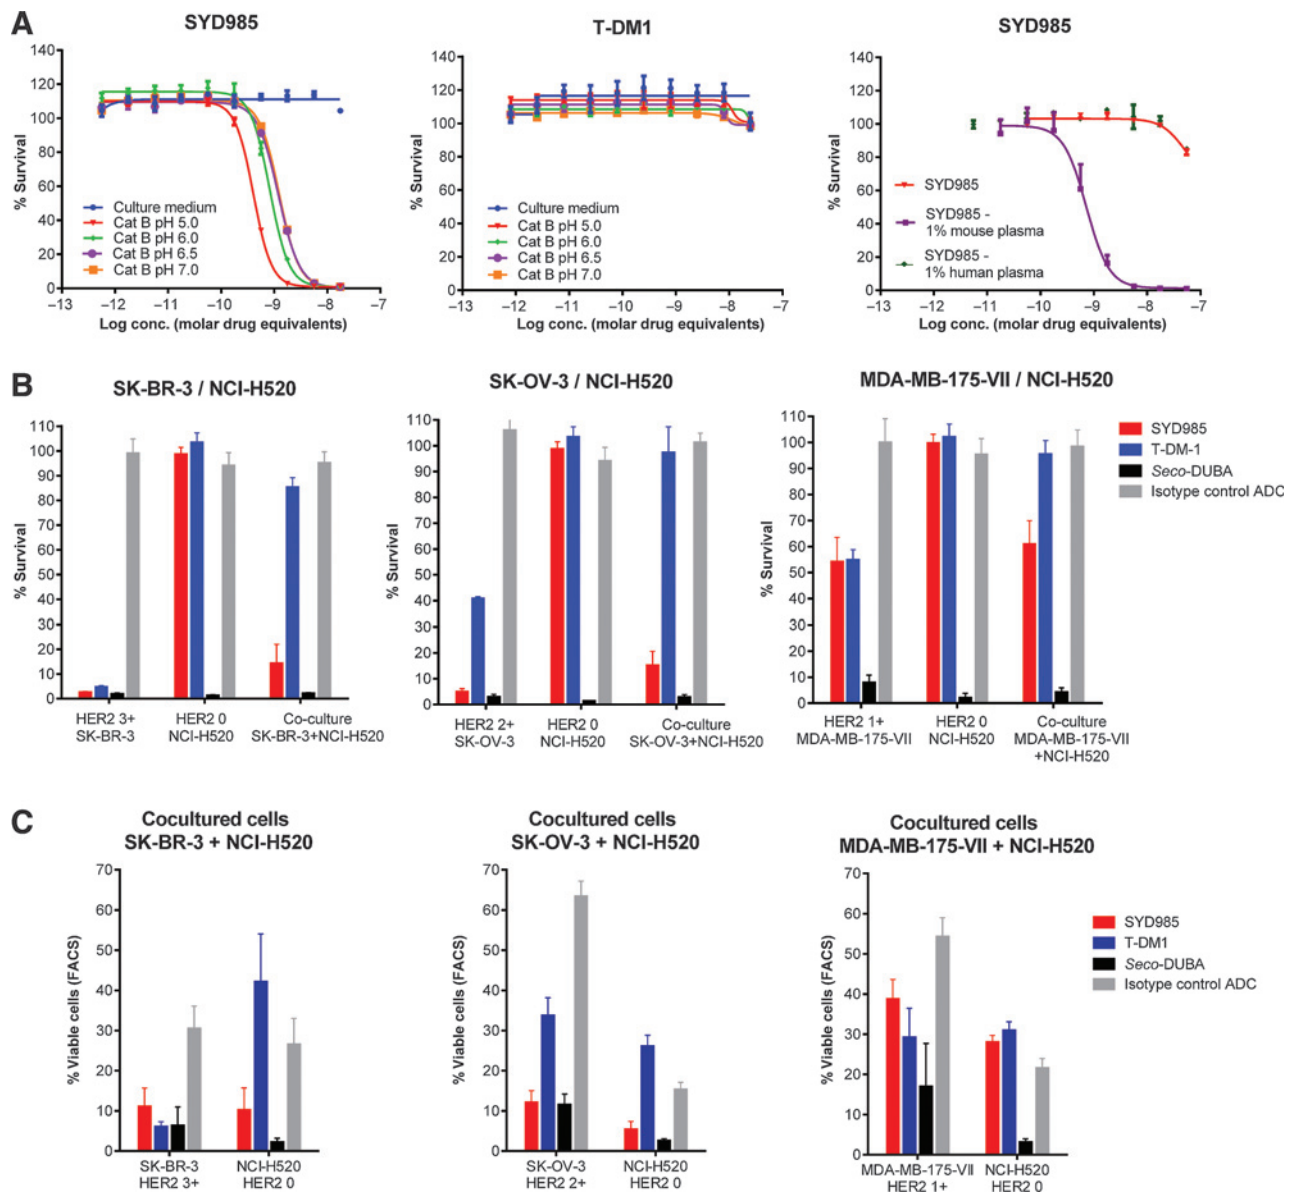 A
SYD985
140
120
100
80
60
40
20
0
% Survival
Culture medium
Cat B pH 5.0
Cat B pH 6.0
Cat B pH 6.5
Cat B pH 7.0
–13 –12 –11 –10 –9 –8 –7
Log conc. (molar drug equivalents)
T-DM1
140
120
100
80
60
40
20
0
% Survival
Culture medium
Cat B pH 5.0
Cat B pH 6.0
Cat B pH 6.5
Cat B pH 7.0
–13 –12 –11 –10 –9 –8 –7
Log conc. (molar drug equivalents)
SYD985
140
120
100
80
60
40
20
0
% Survival
SYD985
SYD985 -
1% mouse plasma
SYD985 -
1% human plasma
–12 –11 –10 –9 –8 –7
Log conc. (molar drug equivalents)
B
SK-BR-3 / NCI-H520
110
100
90
80
70
60
50
40
30
20
10
0
% Survival
HER2 3+
SK-BR-3
HER2 0
NCI-H520
Co-culture
SK-BR-3+NCI-H520
SK-OV-3 / NCI-H520
110
100
90
80
70
60
50
40
30
20
10
0
% Survival
HER2 2+
SK-OV-3
HER2 0
NCI-H520
Co-culture
SK-OV-3+NCI-H520
MDA-MB-175-VII / NCI-H520
110
100
90
80
70
60
50
40
30
20
10
0
% Survival
HER2 1+
MDA-MB-175-VII
HER2 0
NCI-H520
Co-culture
MDA-MB-175-VII
+NCI-H520
SYD985
T-DM-1
Seco-DUBA
Isotype control ADC
C
Cocultured cells
SK-BR-3 + NCI-H520
70
60
50
40
30
20
10
0
% Viable cells (FACS)
SK-BR-3
HER2 3+
NCI-H520
HER2 0
Cocultured cells
SK-OV-3 + NCI-H520
70
60
50
40
30
20
10
0
% Viable cells (FACS)
SK-OV-3
HER2 2+
NCI-H520
HER2 0
Cocultured cells
MDA-MB-175-VII + NCI-H520
70
60
50
40
30
20
10
0
% Viable cells (FACS)
MDA-MB-175-VII
HER2 1+
NCI-H520
HER2 0
SYD985
T-DM1
Seco-DUBA
Isotype control ADC